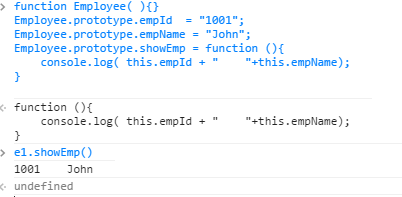 > function Employee( ){}
Employee.prototype.empId  = "1001";
Employee.prototype.empName = "John";
Employee.prototype.showEmp = function (){
    console.log( this.empId + "    "+this.empName);
}
<· function (){
    console.log( this.empId + "    "+this.empName);
}
> e1.showEmp()
1001    John
<· undefined